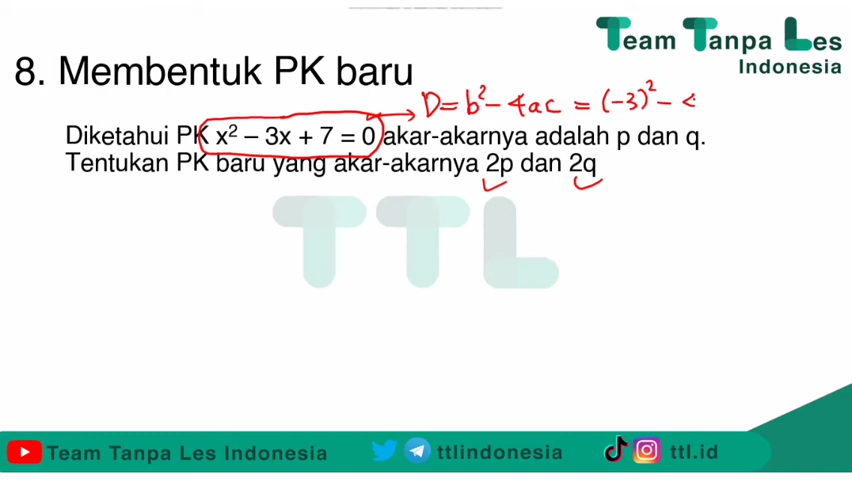 Team Tanpa Les
Indonesia
8. Membentuk PK baru
D = b² - 4ac = (-3)² -
Diketahui PK x² – 3x + 7 = 0 akar-akarnya adalah p dan q.
Tentukan PK baru yang akar-akarnya 2p dan 2q
TTL
Team Tanpa Les Indonesia
ttlindonesia
ttl.id